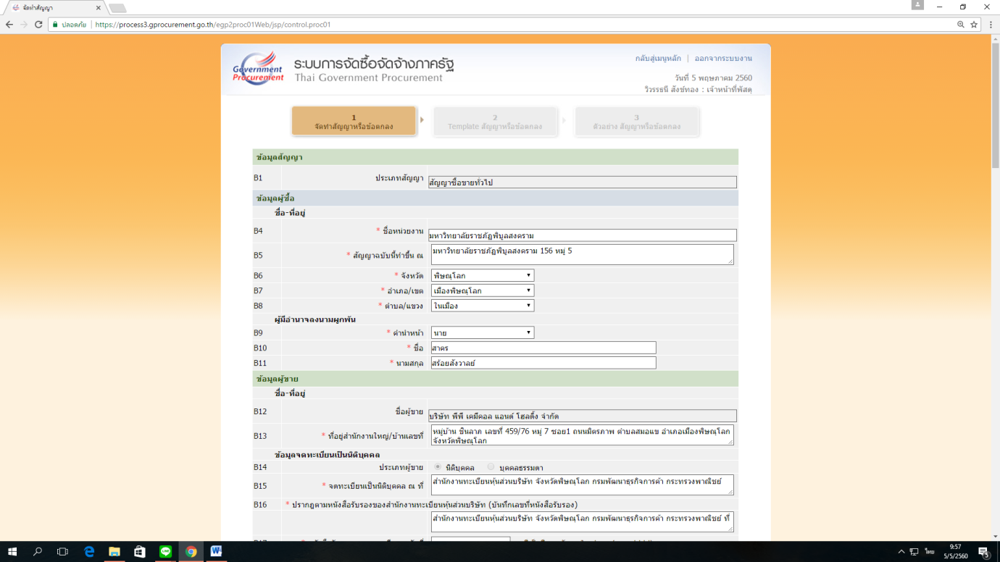 จัดทำสัญญา
ปลอดภัย https://process3.gprocurement.go.th/egp2proc01Web/jsp/control.proc01
Government Procurement
ระบบการจัดซื้อจัดจ้างภาครัฐ
Thai Government Procurement
กลับสู่เมนูหลัก | ออกจากระบบงาน
วันที่ 5 พฤษภาคม 2560
วิวรรธนี สังข์ทอง : เจ้าหน้าที่พัสดุ
1 จัดทำสัญญาหรือข้อตกลง
2 Template สัญญาหรือข้อตกลง
3 ตัวอย่าง สัญญาหรือข้อตกลง
ข้อมูลสัญญา
B1 ประเภทสัญญา สัญญาซื้อขายทั่วไป
ข้อมูลผู้ซื้อ
ชื่อ-ที่อยู่
B4 * ชื่อหน่วยงาน มหาวิทยาลัยราชภัฏพิบูลสงคราม
B5 * สัญญาฉบับนี้ทำขึ้น ณ มหาวิทยาลัยราชภัฏพิบูลสงคราม 156 หมู่ 5
B6 * จังหวัด พิษณุโลก
B7 * อำเภอ/เขต เมืองพิษณุโลก
B8 * ตำบล/แขวง ในเมือง
ผู้มีอำนาจลงนามผูกพัน
B9 * คำนำหน้า นาย
B10 * ชื่อ สาคร
B11 * นามสกุล สร้อยสังวาลย์
ข้อมูลผู้ขาย
ชื่อ-ที่อยู่
B12 ชื่อผู้ขาย บริษัท พีพี เคมีคอล แอนด์ โฮลดิ้ง จำกัด
B13 * ที่อยู่สำนักงานใหญ่/บ้านเลขที่ หมู่บ้าน ชินลาภ เลขที่ 459/76 หมู่ 7 ซอย1 ถนนมิตรภาพ ตำบลสมอแข อำเภอเมืองพิษณุโลก
จังหวัดพิษณุโลก
ข้อมูลจดทะเบียนเป็นนิติบุคคล
B14 ประเภทผู้ขาย นิติบุคคล บุคคลธรรมดา
B15 * จดทะเบียนเป็นนิติบุคคล ณ ที่ สำนักงานทะเบียนหุ้นส่วนบริษัท จังหวัดพิษณุโลก กรมพัฒนาธุรกิจการค้า กระทรวงพาณิชย์
B16 * ปรากฏตามหนังสือรับรองของสำนักงานทะเบียนหุ้นส่วนบริษัท (บันทึกเลขที่หนังสือรับรอง)
สำนักงานทะเบียนหุ้นส่วนบริษัท จังหวัดพิษณุโลก กรมพัฒนาธุรกิจการค้า กระทรวงพาณิชย์ ที่
ไทย
9:57
5/5/2560
5